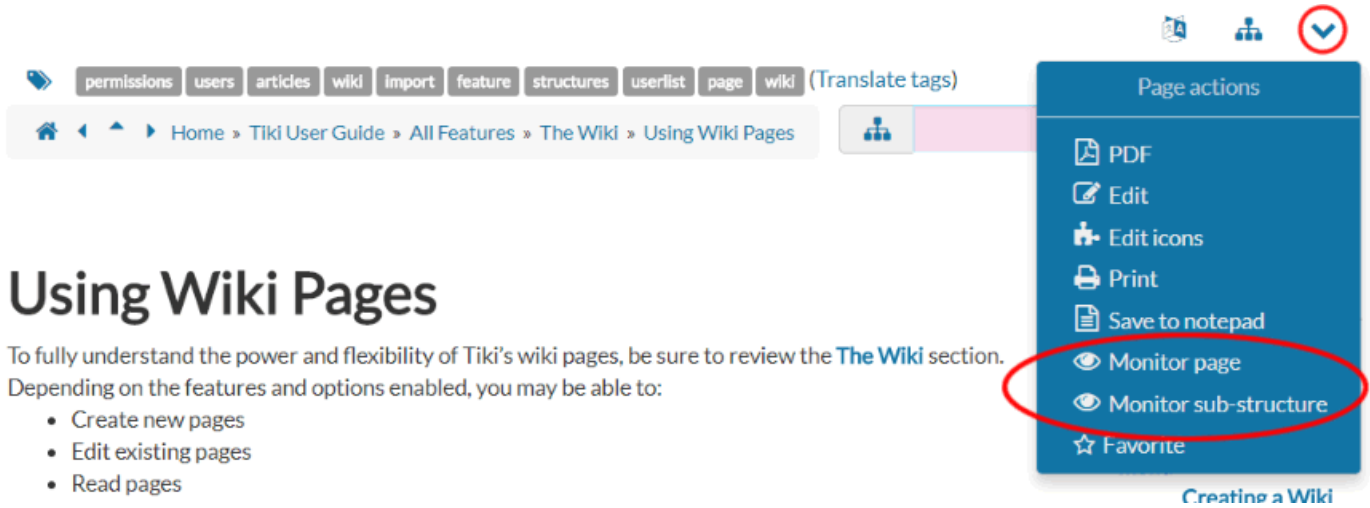 permissions users articles wiki import feature structures userlist page wiki (Translate tags)
Home » Tiki User Guide » All Features » The Wiki » Using Wiki Pages
Page actions
PDF
Edit
Edit icons
Print
Save to notepad
Monitor page
Monitor sub-structure
Favorite
Using Wiki Pages
To fully understand the power and flexibility of Tiki's wiki pages, be sure to review the The Wiki section.
Depending on the features and options enabled, you may be able to:
• Create new pages
• Edit existing pages
• Read pages
Creating a Wiki